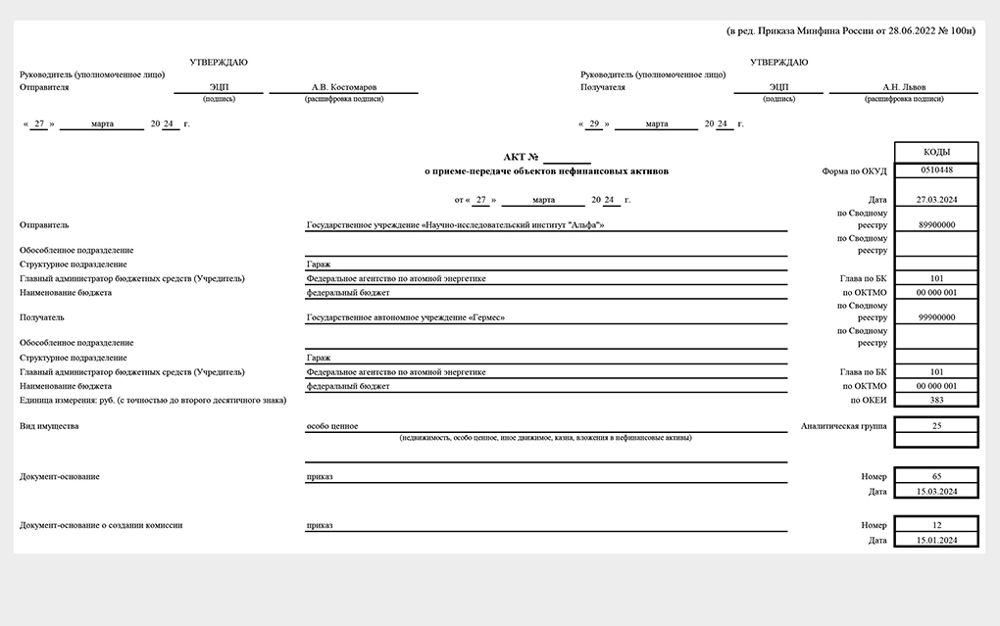 (в ред. Приказа Минфина России от 28.06.2022 № 100н)
УТВЕРЖДАЮ УТВЕРЖДАЮ
Руководитель (уполномоченное лицо) Руководитель (уполномоченное лицо)
Отправителя ЭЦП А.В. Костомаров Получателя ЭЦП А.Н. Львов
(подпись) (расшифровка подписи) (подпись) (расшифровка подписи)
« 27 » марта 20 24 г. « 29 » марта 20 24 г.
КОДЫ
АКТ №
о приеме-передаче объектов нефинансовых активов Форма по ОКУД 0510448
от « 27 » марта 20 24 г. Дата 27.03.2024
по Сводному
Отправитель Государственное учреждение «Научно-исследовательский институт "Альфа"» реестру 89900000
по Сводному
Обособленное подразделение реестру
Структурное подразделение Гараж
Главный администратор бюджетных средств (Учредитель) Федеральное агентство по атомной энергетике Глава по БК 101
Наименование бюджета федеральный бюджет по ОКТМО 00 000 001
по Сводному
Получатель Государственное автономное учреждение «Гермес» реестру 99900000
по Сводному
Обособленное подразделение реестру
Структурное подразделение Гараж
Главный администратор бюджетных средств (Учредитель) Федеральное агентство по атомной энергетике Глава по БК 101
Наименование бюджета федеральный бюджет по ОКТМО 00 000 001
Единица измерения: руб. (с точностью до второго десятичного знака) по ОКЕИ 383
Вид имущества особо ценное Аналитическая группа 25
(недвижимость, особо ценное, иное движимое, казна, вложения в нефинансовые активы)
Документ-основание приказ Номер 65
Дата 15.03.2024
Документ-основание о создании комиссии приказ Номер 12
Дата 15.01.2024